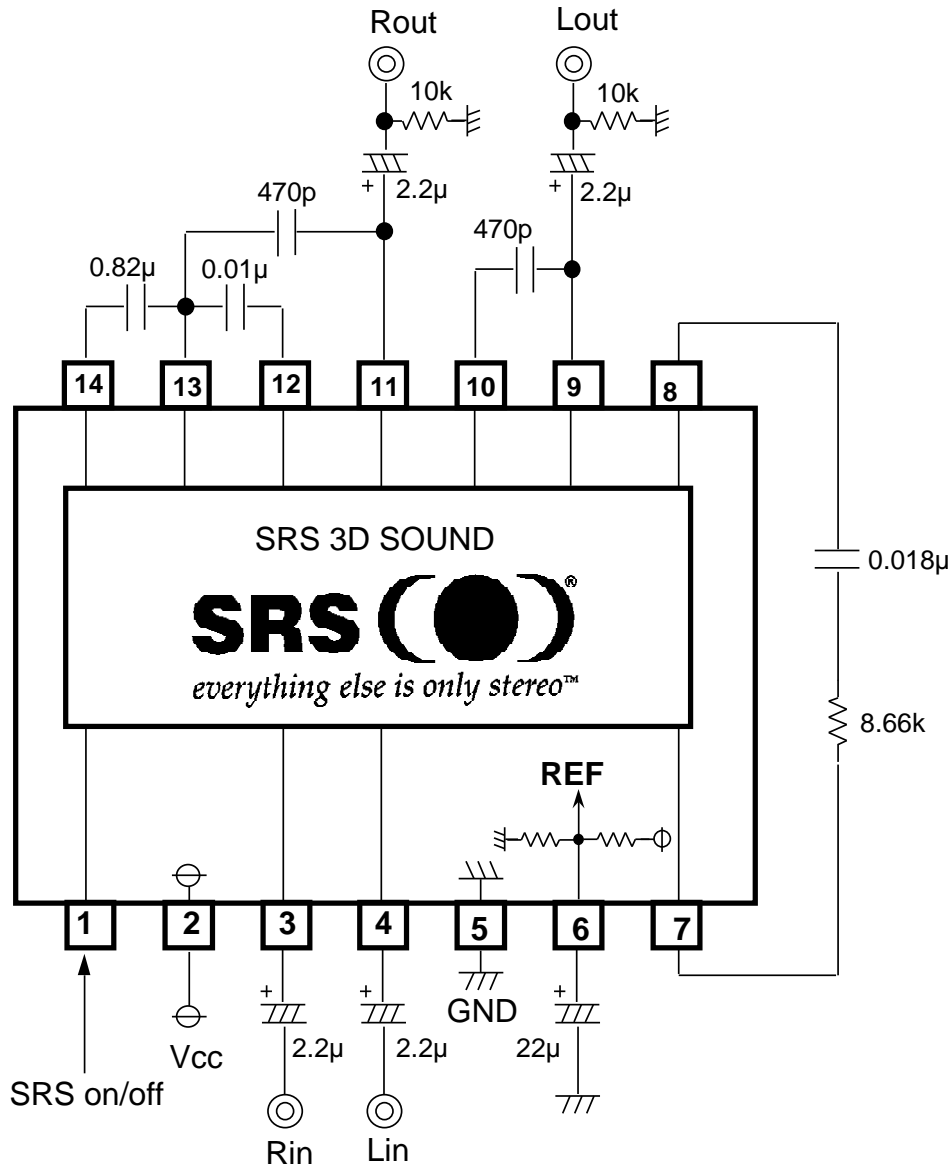 Rout Lout
10k 10k
+ 2.2µ + 2.2µ
470p
470p
0.82µ 0.01µ
14 13 12 11 10 9 8
SRS 3D SOUND
0.018µ
SRS ®
everything else is only stereo™
8.66k
REF
1 2 3 4 5 6 7
+ + GND +
2.2µ 2.2µ 22µ
Vcc
SRS on/off
Rin Lin